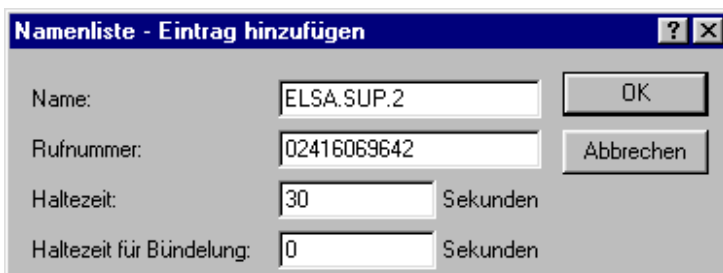 Namenliste - Eintrag hinzufügen ? ×
Name: ELSA.SUP.2 OK
Rufnummer: 02416069642 Abbrechen
Haltezeit: 30 Sekunden
Haltezeit für Bündelung: 0 Sekunden